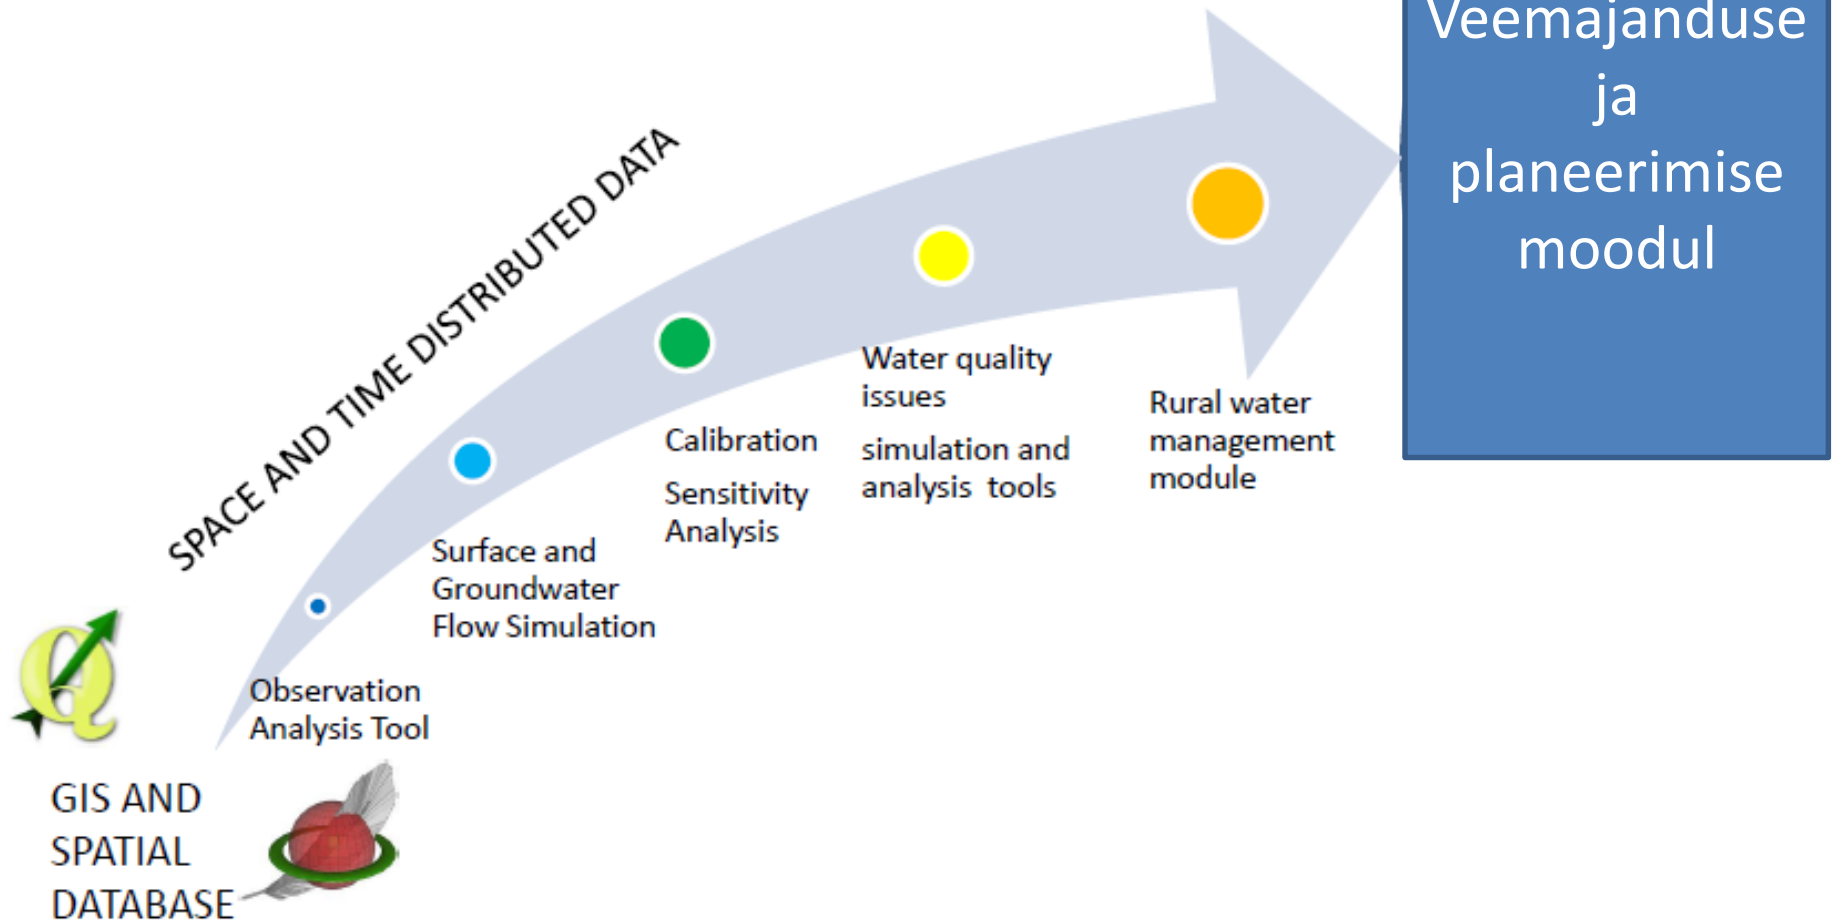 Veemajanduse
ja
planeerimise
moodul
SPACE AND TIME DISTRIBUTED DATA
Water quality
issues
simulation and
analysis tools
Rural water
management
module
Calibration
Sensitivity
Analysis
Surface and
Groundwater
Flow Simulation
Observation
Analysis Tool
Q
GIS AND
SPATIAL
DATABASE